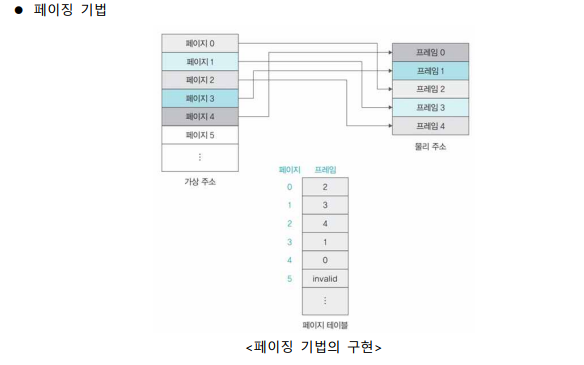 ● 페이징 기법
페이지 0
페이지 1
페이지 2
페이지 3
페이지 4
페이지 5
⋮
가상 주소
프레임 0
프레임 1
프레임 2
프레임 3
프레임 4
물리 주소
페이지 프레임
0 2
1 3
2 4
3 1
4 0
5 invalid
⋮
페이지 테이블
<페이징 기법의 구현>